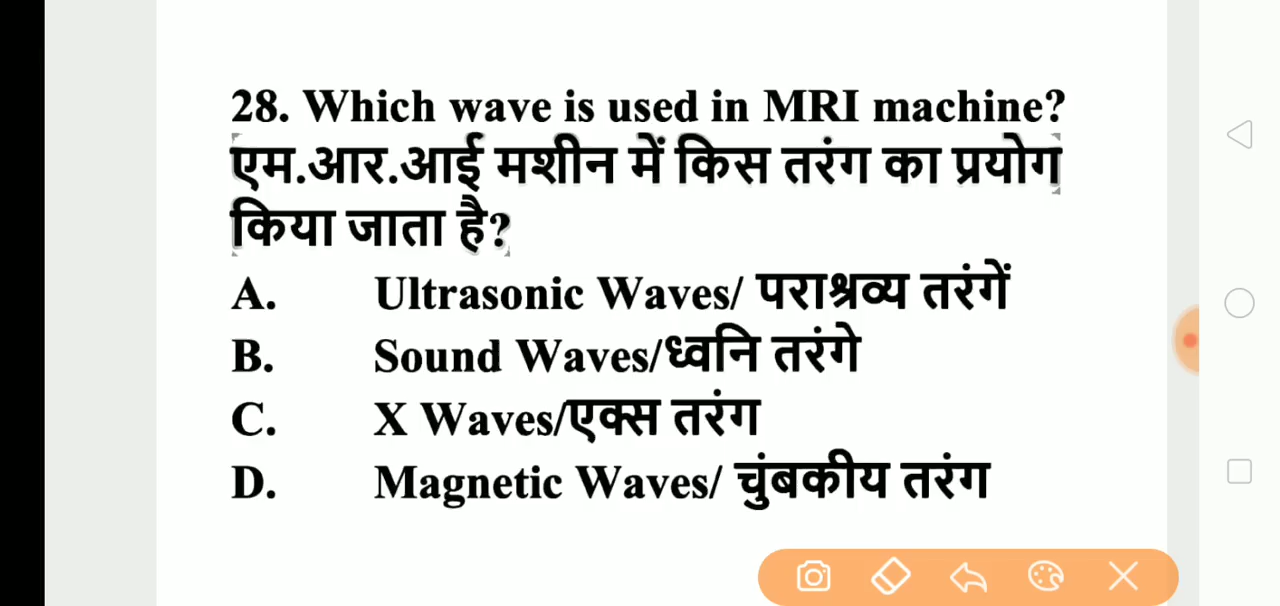 28. Which wave is used in MRI machine?
एम.आर.आई मशीन में किस तरंग का प्रयोग
किया जाता है?
A. Ultrasonic Waves/ पराश्रव्य तरंगें
B. Sound Waves/ध्वनि तरंगे
C. X Waves/एक्स तरंग
D. Magnetic Waves/ चुंबकीय तरंग